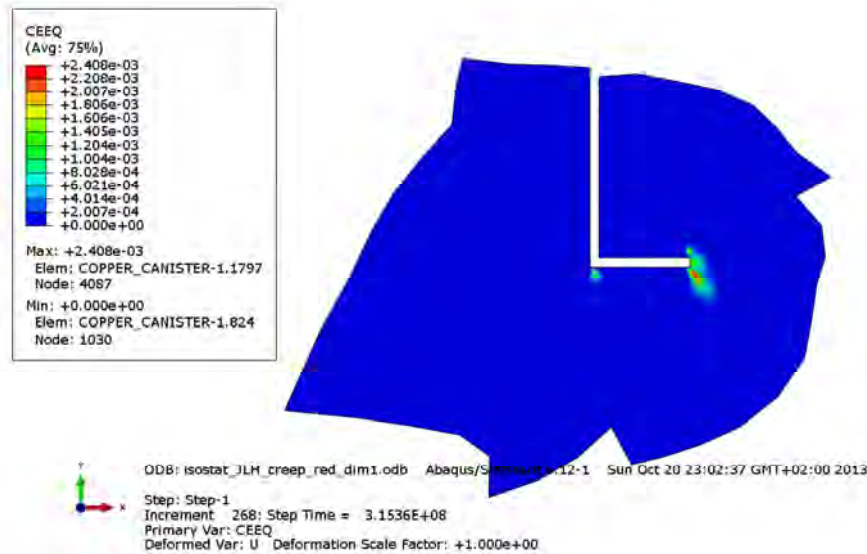 CEEQ
(Avg: 75%)
+2.408e-03
+2.208e-03
+2.007e-03
+1.806e-03
+1.606e-03
+1.405e-03
+1.204e-03
+1.004e-03
+8.028e-04
+6.021e-04
+4.014e-04
+2.007e-04
+0.000e+00
Max: +2.408e-03
Elem: COPPER_CANISTER-1.1797
Node: 4087
Min: +0.000e+00
Elem: COPPER_CANISTER-1.824
Node: 1030
ODB: isostat_JLH_creep_red_dim1.odb Abaqus/ .12-1 Sun Oct 20 23:02:37 GMT+02:00 2013
Y
X
Step: Step-1
Increment 268: Step Time = 3.1536E+08
Primary Var: CEEQ
Deformed Var: U Deformation Scale Factor: +1.000e+00